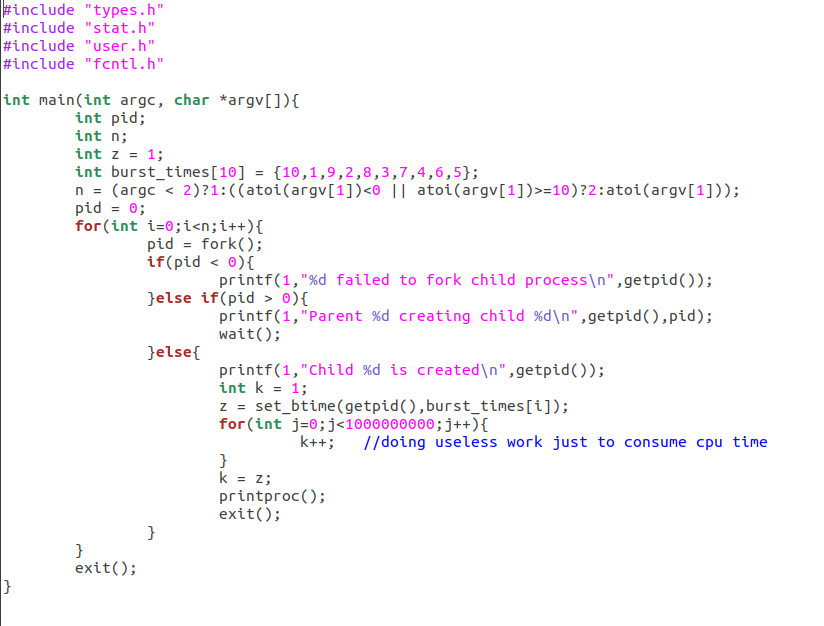 #include "types.h"
#include "stat.h"
#include "user.h"
#include "fcntl.h"

int main(int argc, char *argv[]){
        int pid;
        int n;
        int z = 1;
        int burst_times[10] = {10,1,9,2,8,3,7,4,6,5};
        n = (argc < 2)?1:((atoi(argv[1])<0 || atoi(argv[1])>=10)?2:atoi(argv[1]));
        pid = 0;
        for(int i=0;i<n;i++){
                pid = fork();
                if(pid < 0){
                        printf(1,"%d failed to fork child process\n",getpid());
                }else if(pid > 0){
                        printf(1,"Parent %d creating child %d\n",getpid(),pid);
                        wait();
                }else{
                        printf(1,"Child %d is created\n",getpid());
                        int k = 1;
                        z = set_btime(getpid(),burst_times[i]);
                        for(int j=0;j<1000000000;j++){
                                 k++;   //doing useless work just to consume cpu time
                        }
                        k = z;
                        printproc();
                        exit();
                }
        }
        exit();
}